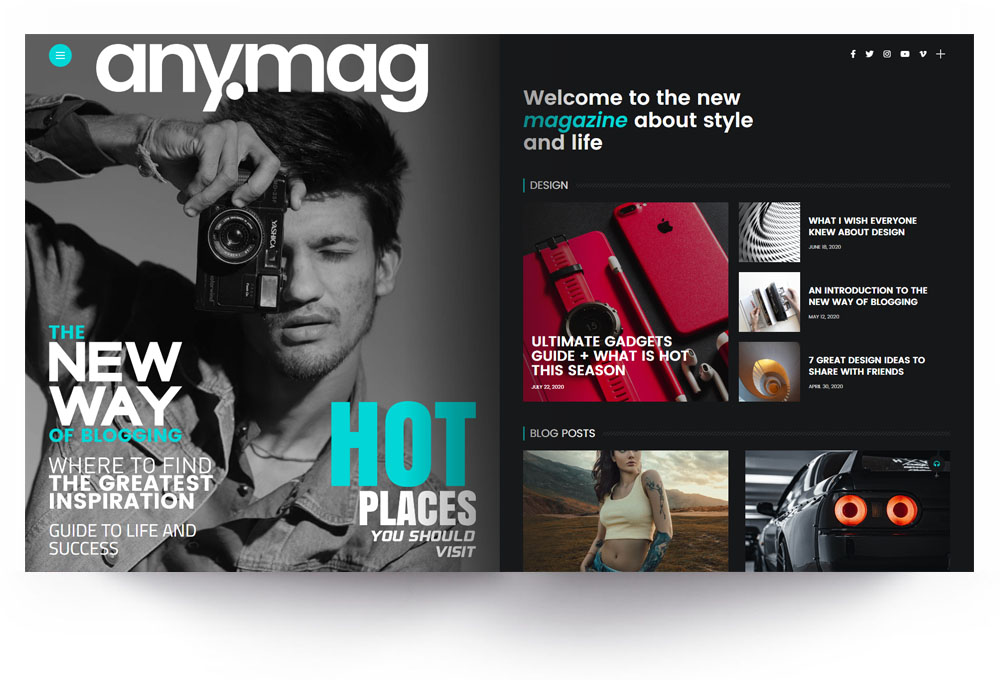 any.mag
THE
NEW
WAY
OF BLOGGING
WHERE TO FIND
THE GREATEST
INSPIRATION
GUIDE TO LIFE AND
SUCCESS
HOT
PLACES
YOU SHOULD
VISIT
YASHICA
Welcome to the new
magazine about style
and life
DESIGN
ULTIMATE GADGETS
GUIDE + WHAT IS HOT
THIS SEASON
JULY 22, 2020
WHAT I WISH EVERYONE
KNEW ABOUT DESIGN
JUNE 18, 2020
AN INTRODUCTION TO THE
NEW WAY OF BLOGGING
MAY 12, 2020
7 GREAT DESIGN IDEAS TO
SHARE WITH FRIENDS
APRIL 30, 2020
BLOG POSTS